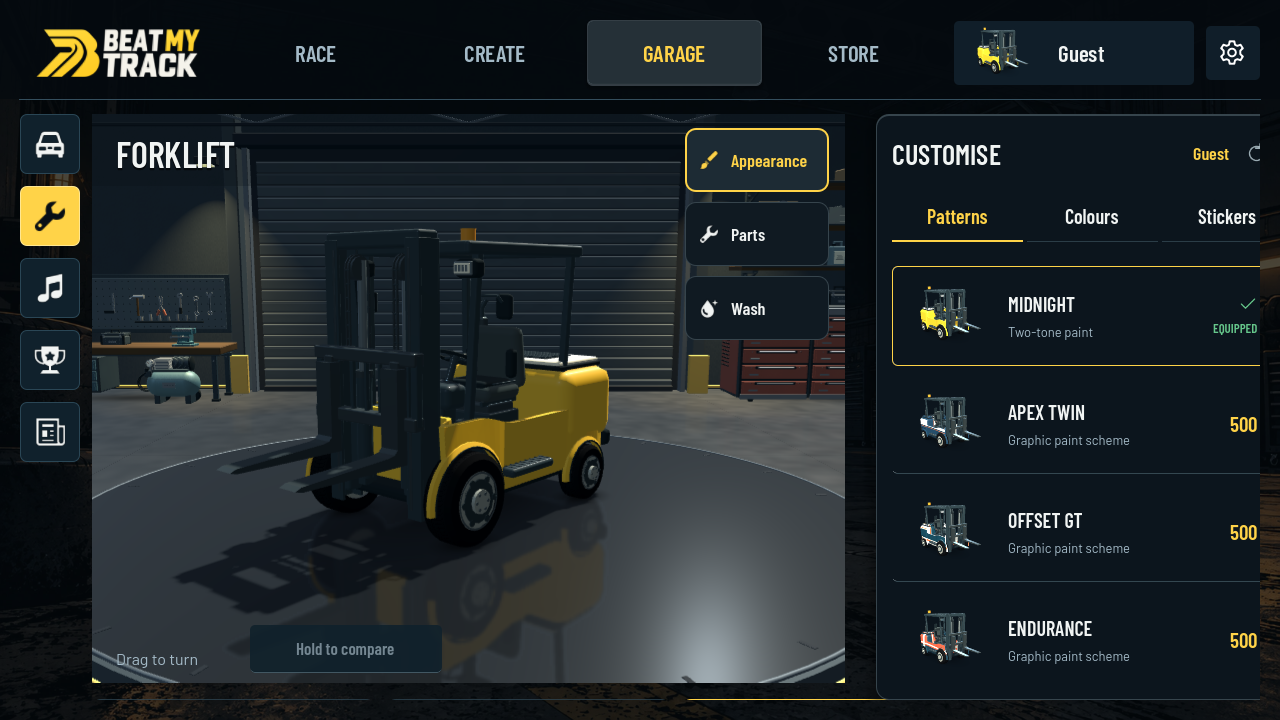 BEATMY
TRACK
RACE
CREATE
GARAGE
STORE
Guest
FORKLIFT
Appearance
Parts
Wash
Drag to turn
Hold to compare
CUSTOMISE
Guest
Patterns
Colours
Stickers
MIDNIGHT
Two-tone paint
EQUIPPED
APEX TWIN
Graphic paint scheme
500
OFFSET GT
Graphic paint scheme
500
ENDURANCE
Graphic paint scheme
500